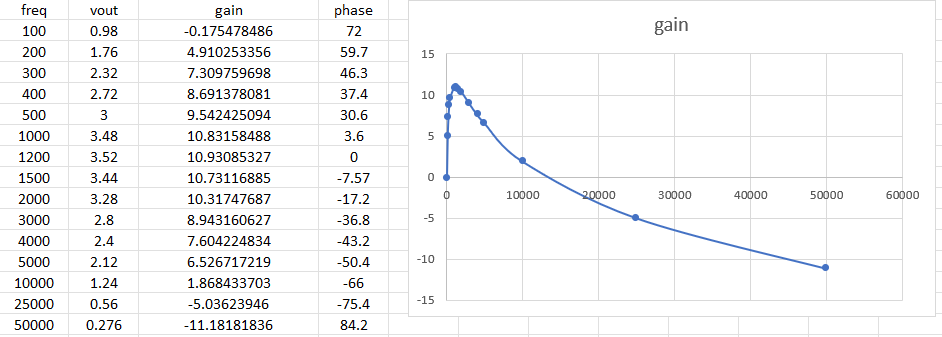 freq vout gain phase
100 0.98 -0.175478486 72
200 1.76 4.910253356 59.7
300 2.32 7.309759698 46.3
400 2.72 8.691378081 37.4
500 3 9.542425094 30.6
1000 3.48 10.83158488 3.6
1200 3.52 10.93085327 0
1500 3.44 10.73116885 -7.57
2000 3.28 10.31747687 -17.2
3000 2.8 8.943160627 -36.8
4000 2.4 7.604224834 -43.2
5000 2.12 6.526717219 -50.4
10000 1.24 1.868433703 -66
25000 0.56 -5.03623946 -75.4
50000 0.276 -11.18181836 84.2
gain
15
10
5
0
0 10000 20000 30000 40000 50000 60000
-5
-10
-15